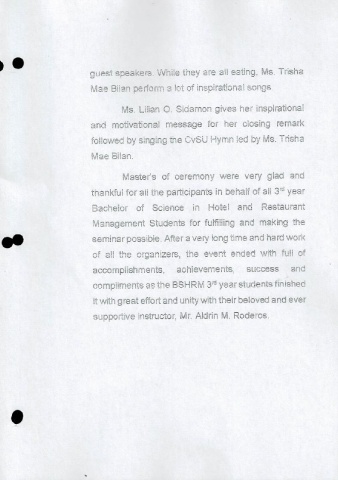 guest speakers. While they are all eating, Ms. Trisha
Mae Bilan perform a lot of inspirational songs
Ms. Lilian O. Sidamon gives her inspirational
and motivational message for her closing remark
followed by singing the CvSU Hymn led by Ms. Trisha
Mae Bilan.
Master's of ceremony were very glad and
thankful for all the participants in behalf of all 3rd year
Bachelor of Science in Hotel and Restaurant
Management Students for fulfilling and making the
seminar possible. After a very long time and hard work
of all the organizers, the event ended with full of
accomplishments, achievements, success and
compliments as the BSHRM 3rd year students finished
it with great effort and unity with their beloved and ever
supportive instructor, Mr. Aldrin M. Roderos.